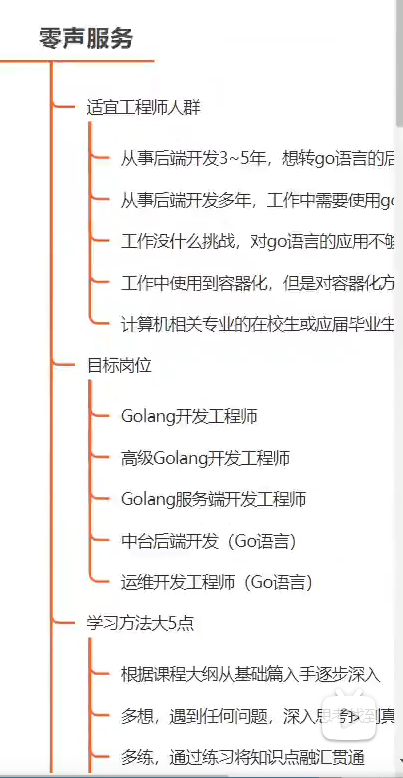 零声服务
适宜工程师人群
从事后端开发3~5年，想转go语言的后
从事后端开发多年，工作中需要使用go
工作没什么挑战，对go语言的应用不够
工作中使用到容器化，但是对容器化方
计算机相关专业的在校生或应届毕业生
目标岗位
Golang开发工程师
高级Golang开发工程师
Golang服务端开发工程师
中台后端开发（Go语言）
运维开发工程师（Go语言）
学习方法大5点
根据课程大纲从基础篇入手逐步深入
多想，遇到任何问题，深入思考找到真
多练，通过练习将知识点融汇贯通